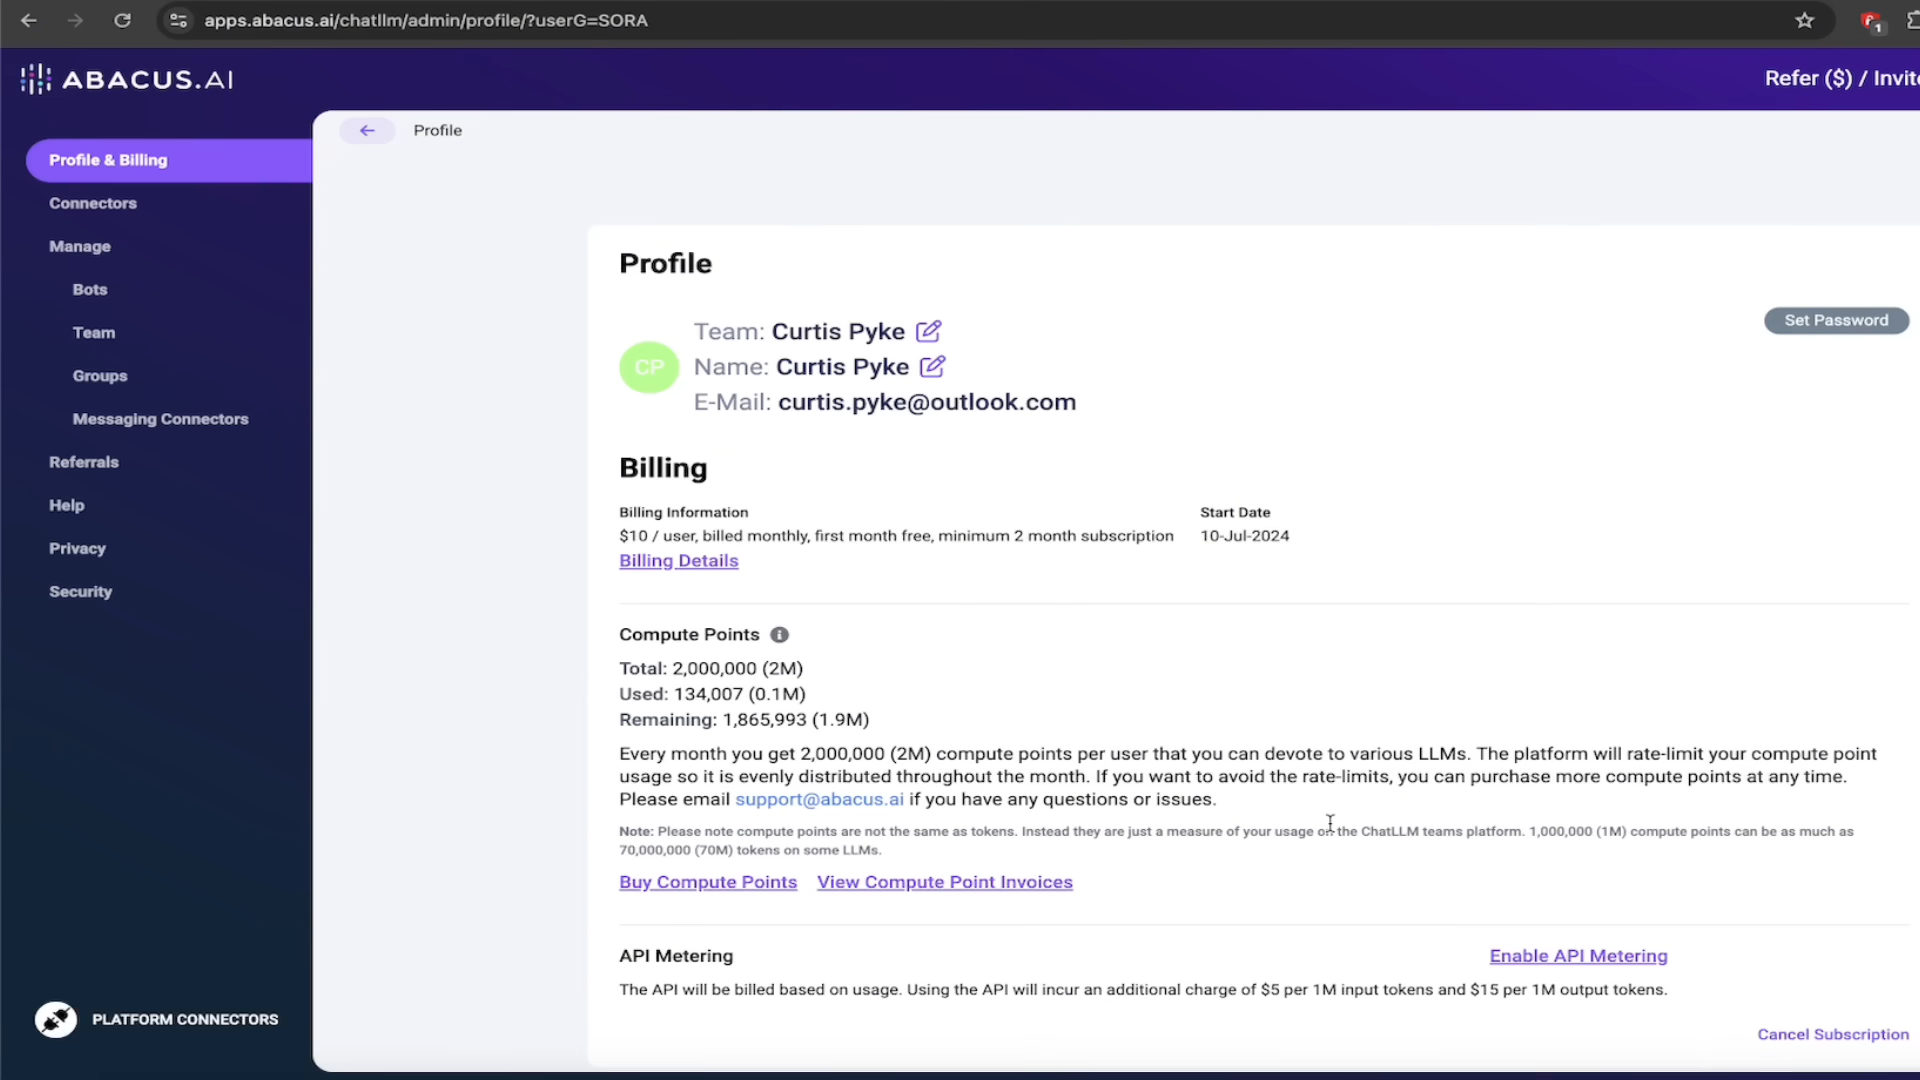 apps.abacus.ai/chatllm/admin/profile/?userG=SORA
1
ABACUS.AI
Refer ($) / Invite
Profile & Billing
Connectors
Manage
Bots
Team
Groups
Messaging Connectors
Referrals
Help
Privacy
Security
PLATFORM CONNECTORS
Profile
Profile
Set Password
CP
Team: Curtis Pyke
Name: Curtis Pyke
E-Mail: curtis.pyke@outlook.com
Billing
Billing Information
$10 / user, billed monthly, first month free, minimum 2 month subscription
Start Date
10-Jul-2024
Billing Details
Compute Points
Total: 2,000,000 (2M)
Used: 134,007 (0.1M)
Remaining: 1,865,993 (1.9M)
Every month you get 2,000,000 (2M) compute points per user that you can devote to various LLMs. The platform will rate-limit your compute point
usage so it is evenly distributed throughout the month. If you want to avoid the rate-limits, you can purchase more compute points at any time.
Please email support@abacus.ai if you have any questions or issues.
Note: Please note compute points are not the same as tokens. Instead they are just a measure of your usage on the ChatLLM teams platform. 1,000,000 (1M) compute points can be as much as
70,000,000 (70M) tokens on some LLMs.
Buy Compute Points View Compute Point Invoices
API Metering
Enable API Metering
The API will be billed based on usage. Using the API will incur an additional charge of $5 per 1M input tokens and $15 per 1M output tokens.
Cancel Subscription